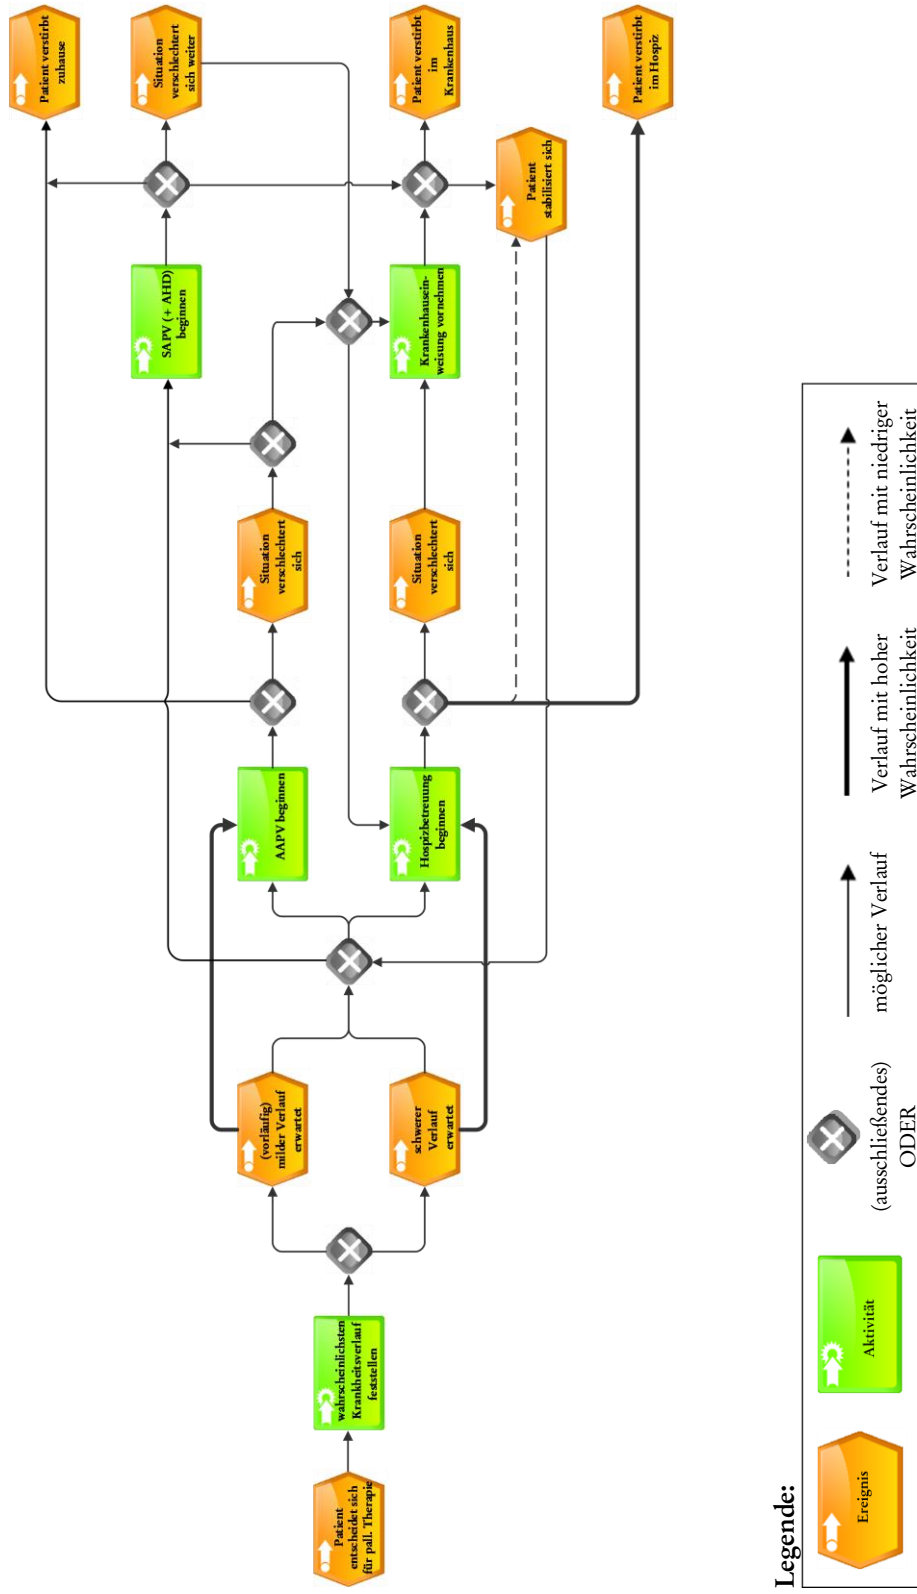 Patient
entscheidet sich
für pall. Therapie
wahrscheinlichsten
Krankheitsverlauf
feststellen
(vorläufig)
milder Verlauf
erwartet
schwerer
Verlauf
erwartet
AAPV beginnen
Hospizbetreuung
beginnen
Situation
verschlechtert
sich
Situation
verschlechtert
sich
SAPV (+ AHD)
beginnen
Krankenhausein-
weisung vornehmen
Patient
stabilisiert sich
Patient verstirbt
zuhause
Situation
verschlechtert
sich weiter
Patient verstirbt
im
Krankenhaus
Patient verstirbt
im Hospiz
Legende:
Ereignis
Aktivität
(ausschließendes)
ODER
möglicher Verlauf
Verlauf mit hoher
Wahrscheinlichkeit
Verlauf mit niedriger
Wahrscheinlichkeit